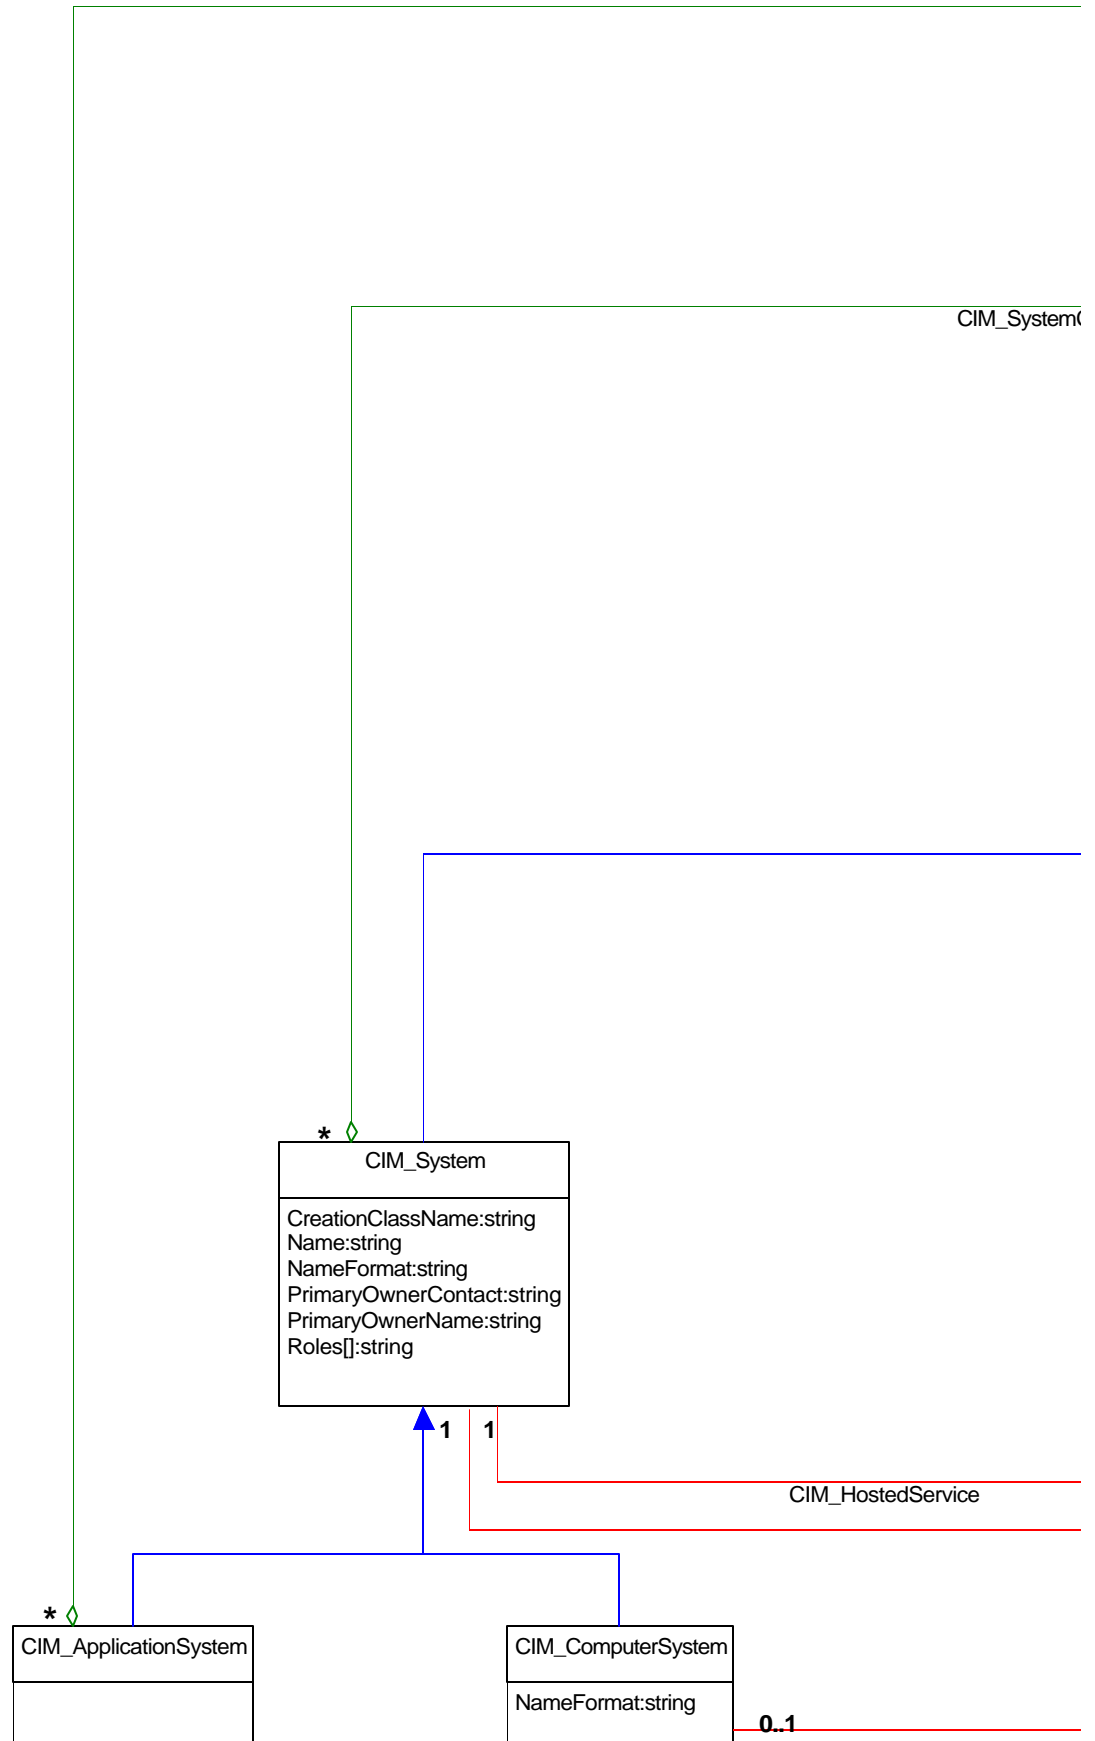 CIM_System
*
CIM_System
CreationClassName:string
Name:string
NameFormat:string
PrimaryOwnerContact:string
PrimaryOwnerName:string
Roles[]:string
1 1
CIM_HostedService
*
CIM_ApplicationSystem
CIM_ComputerSystem
NameFormat:string
0..1